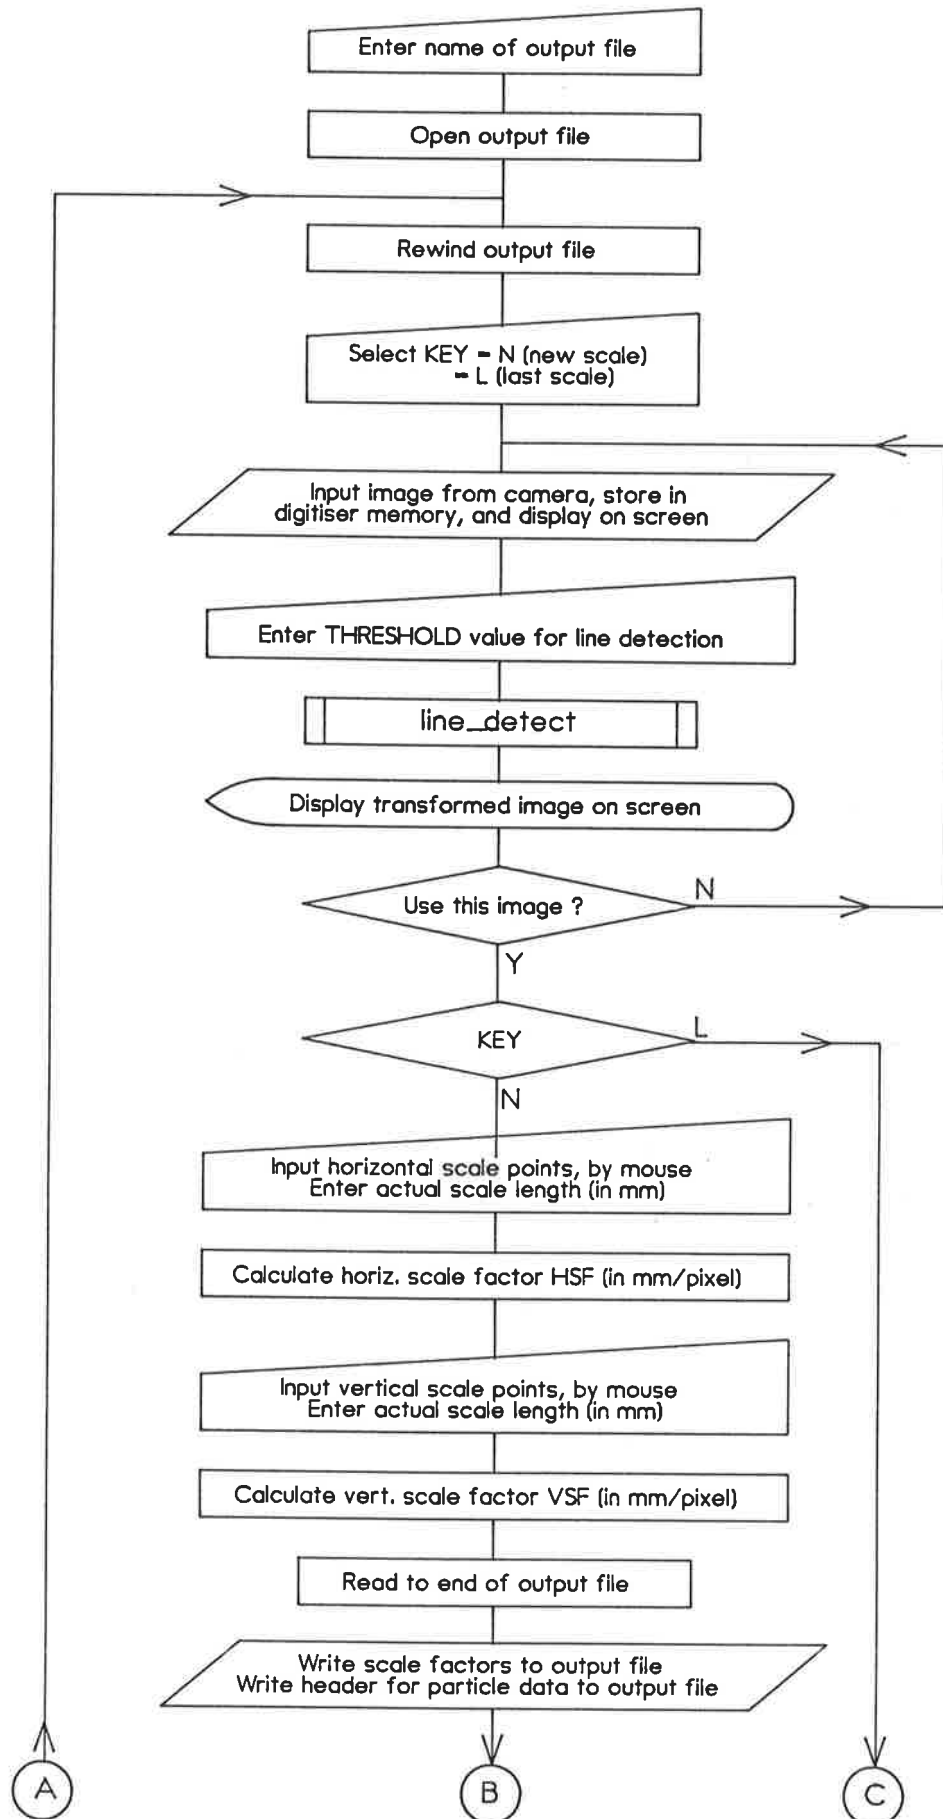 Enter name of output file
Open output file
Rewind output file
Select KEY = N (new scale)
= L (last scale)
Input image from camera, store in
digitiser memory, and display on screen
Enter THRESHOLD value for line detection
line_detect
Display transformed image on screen
Use this image ?
N
Y
KEY
L
N
Input horizontal scale points, by mouse
Enter actual scale length (in mm)
Calculate horiz. scale factor HSF (in mm/pixel)
Input vertical scale points, by mouse
Enter actual scale length (in mm)
Calculate vert. scale factor VSF (in mm/pixel)
Read to end of output file
Write scale factors to output file
Write header for particle data to output file
A
B
C